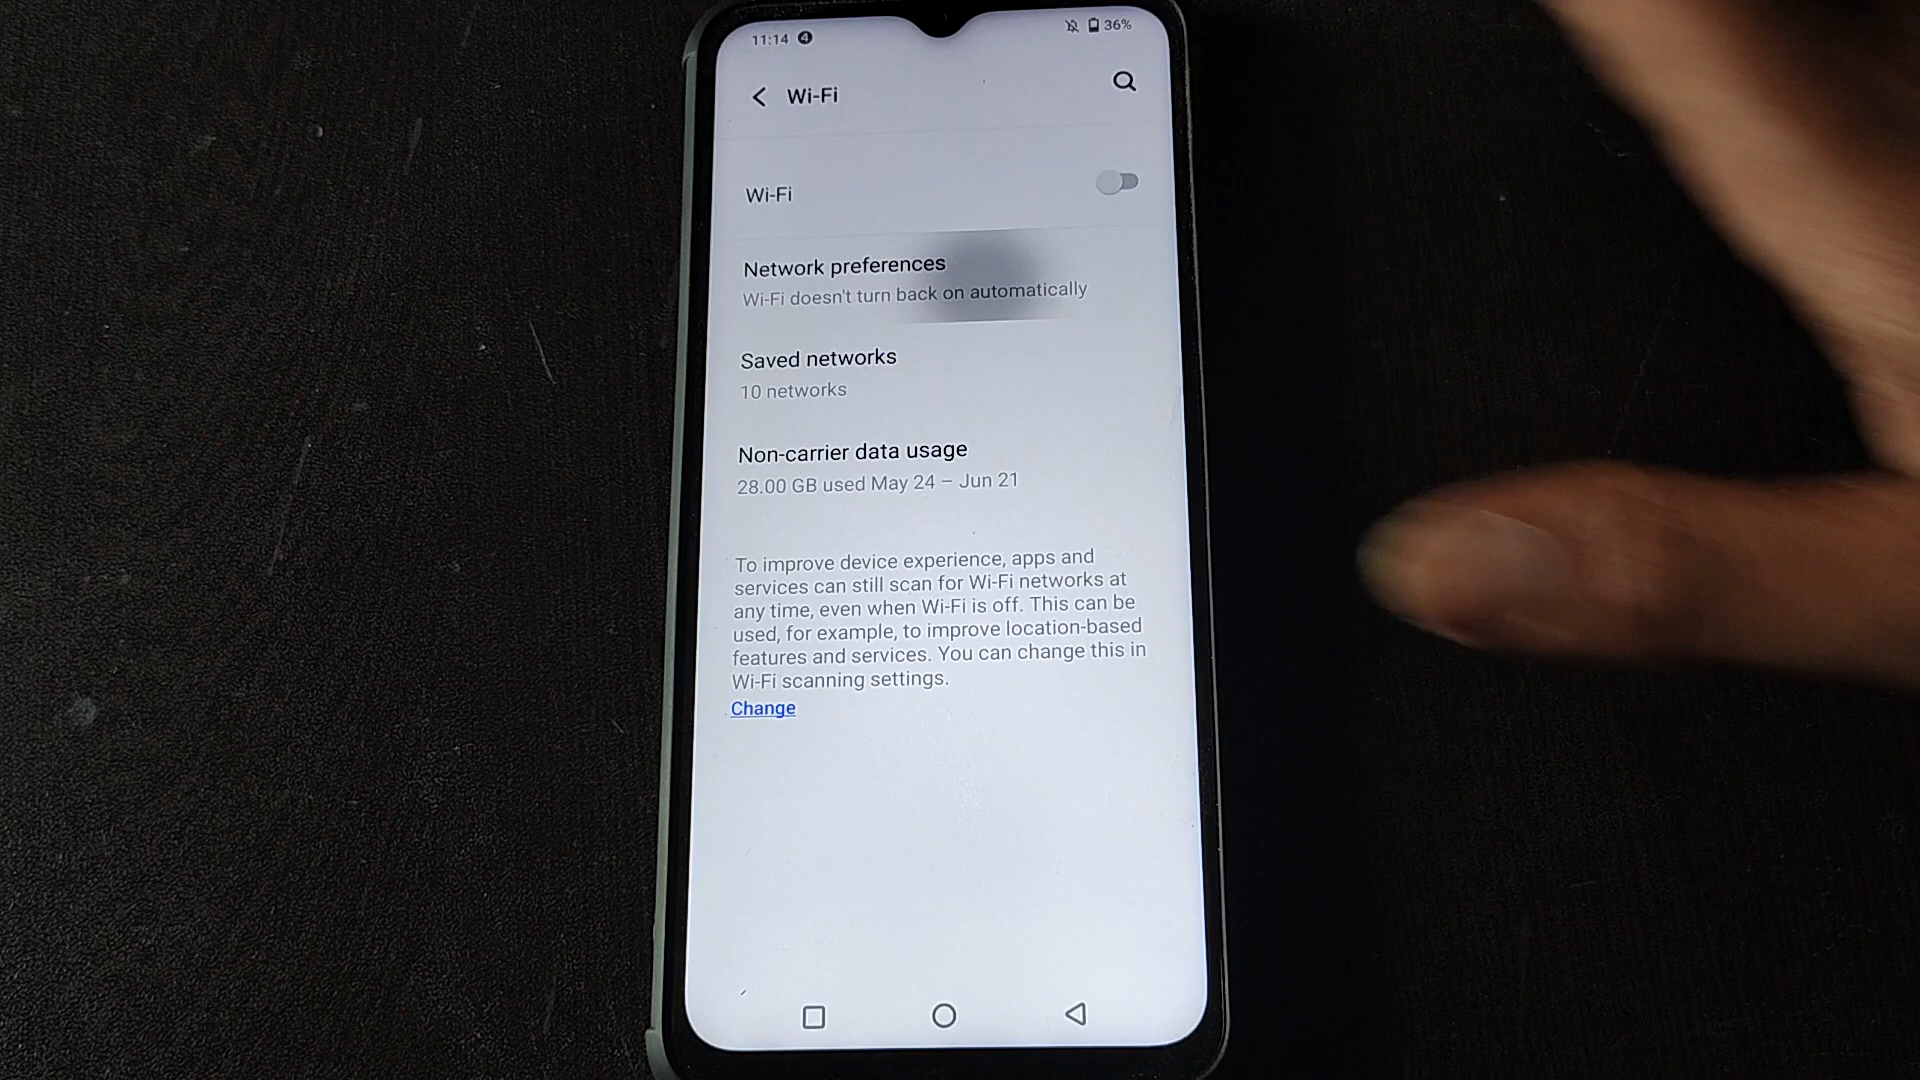 11:14 4 36%
Wi-Fi
Wi-Fi
Network preferences
Wi-Fi doesn't turn back on automatically
Saved networks
10 networks
Non-carrier data usage
28.00 GB used May 24 – Jun 21
To improve device experience, apps and
services can still scan for Wi-Fi networks at
any time, even when Wi-Fi is off. This can be
used, for example, to improve location-based
features and services. You can change this in
Wi-Fi scanning settings.
Change